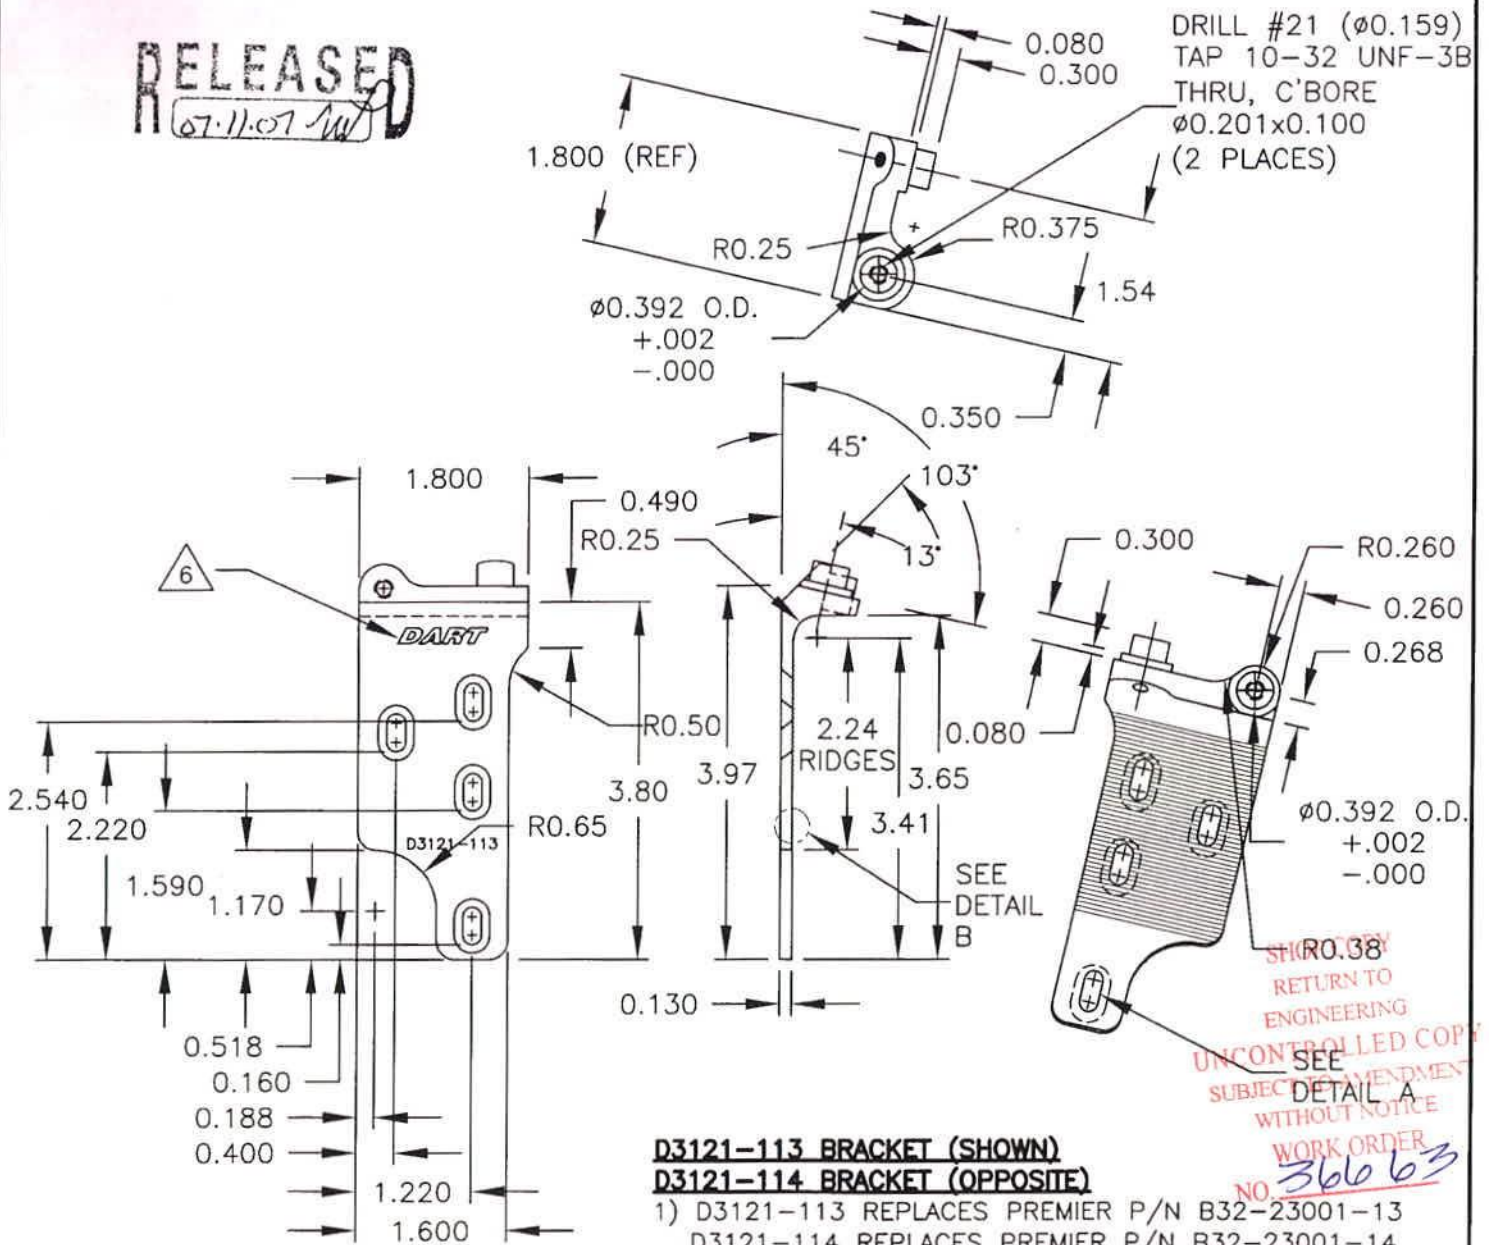 RELEASED
07.11.07
DRILL #21 (ø0.159)
TAP 10-32 UNF-3B
THRU, C'BORE
ø0.201x0.100
(2 PLACES)
0.080
0.300
1.800 (REF)
R0.25
R0.375
1.54
ø0.392 O.D.
+.002
-.000
0.350
45°
103°
13°
1.800
0.490
R0.25
6
DART
R0.50
2.540
2.220
1.590
1.170
D3121-113
R0.65
3.80
3.97
2.24
RIDGES
3.65
3.41
SEE
DETAIL
B
0.130
0.518
0.160
0.188
0.400
1.220
1.600
0.300
R0.260
0.260
0.268
0.080
ø0.392 O.D.
+.002
-.000
R0.38
SEE
DETAIL A
SHOP COPY
RETURN TO
ENGINEERING
UNCONTROLLED COPY
SUBJECT TO AMENDMENT
WITHOUT NOTICE
WORK ORDER
NO. 36663
D3121-113 BRACKET (SHOWN)
D3121-114 BRACKET (OPPOSITE)
1) D3121-113 REPLACES PREMIER P/N B32-23001-13
D3121-114 REPLACES PREMIER P/N B32-23001-14